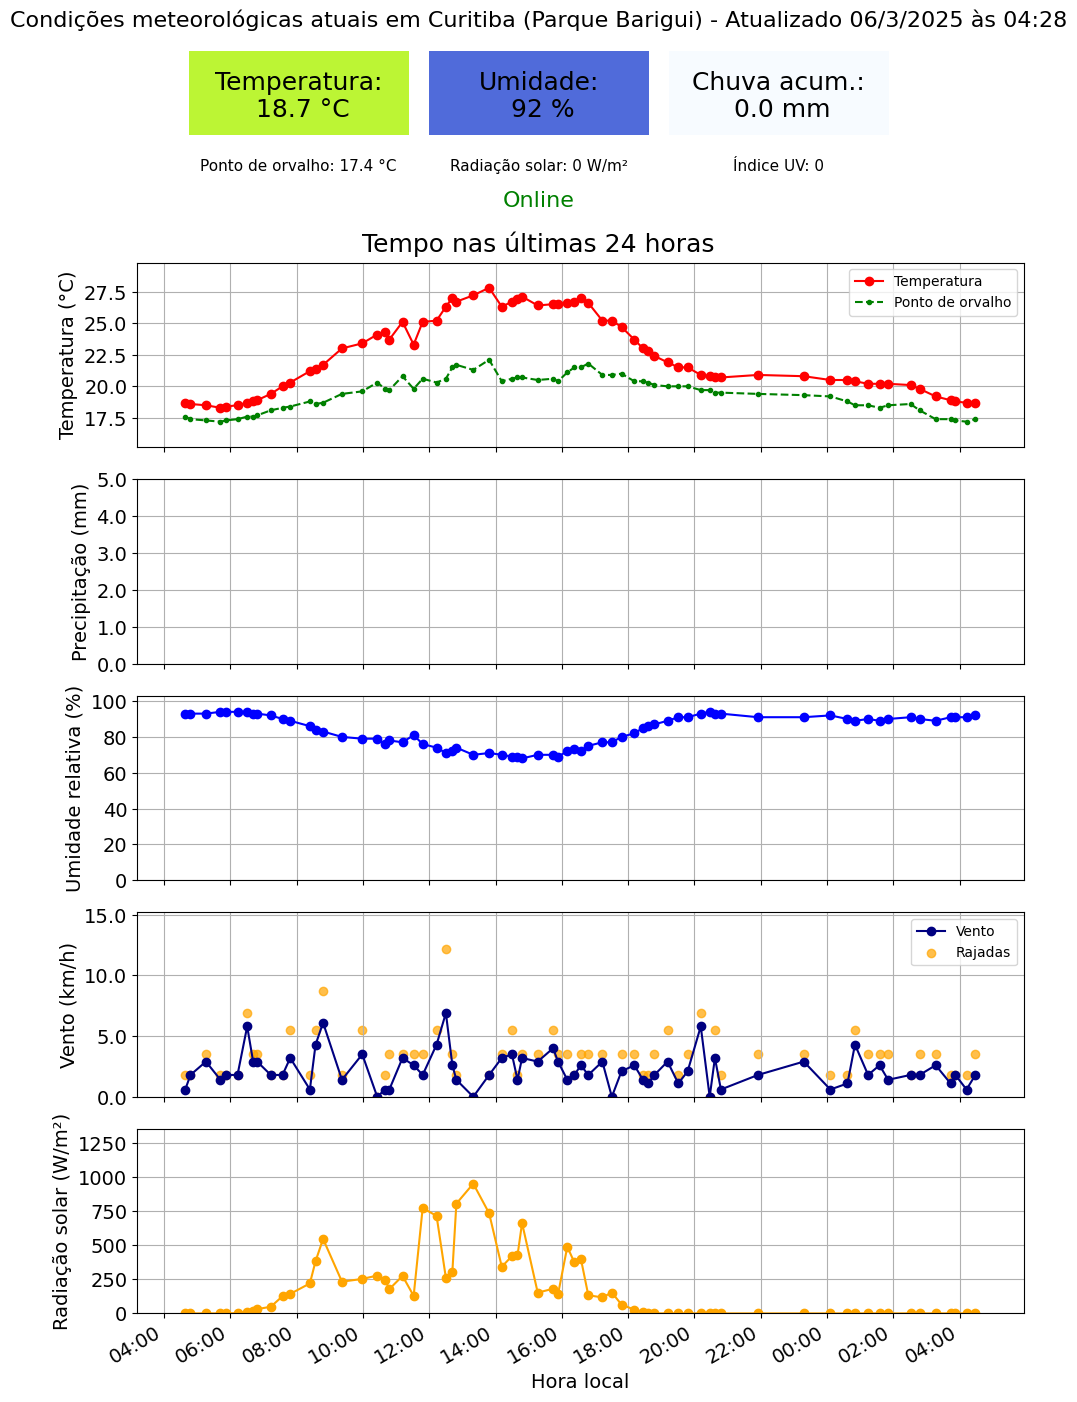 Condições meteorológicas atuais em Curitiba (Parque Barigui) - Atualizado 06/3/2025 às 04:28
Temperatura:
18.7 °C
Umidade:
92 %
Chuva acum.:
0.0 mm
Ponto de orvalho: 17.4 °C
Radiação solar: 0 W/m²
Índice UV: 0
Online
Tempo nas últimas 24 horas
Temperatura (°C)
27.5
25.0
22.5
20.0
17.5
Temperatura
Ponto de orvalho
Precipitação (mm)
5.0
4.0
3.0
2.0
1.0
0.0
Umidade relativa (%)
100
80
60
40
20
0
Vento (km/h)
15.0
10.0
5.0
0.0
Vento
Rajadas
Radiação solar (W/m²)
1250
1000
750
500
250
0
04:00
06:00
08:00
10:00
12:00
14:00
16:00
18:00
20:00
22:00
00:00
02:00
04:00
Hora local